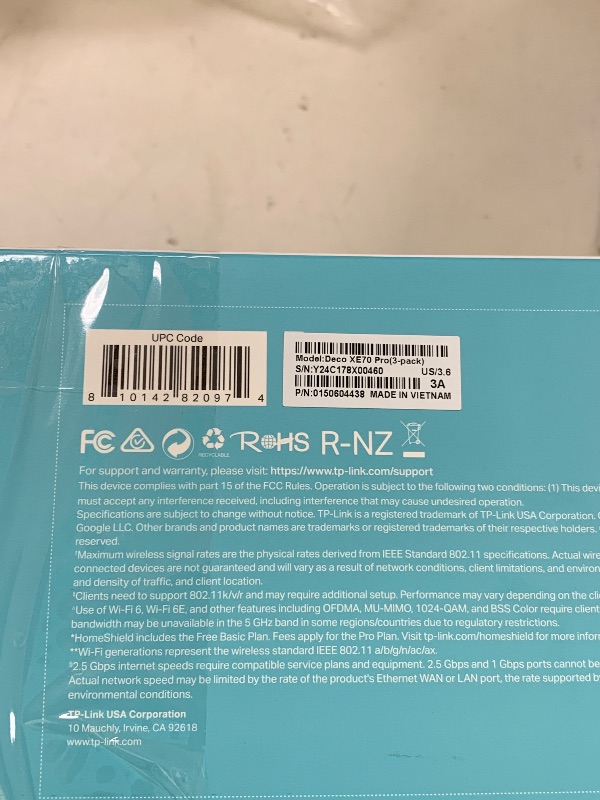 UPC Code
8 10142 82097 4
Model:Deco XE70 Pro(3-pack)
S/N:Y24C178X00460 US/3.6
3A
P/N:0150604438 MADE IN VIETNAM
FC RECYCLABLE RoHS R-NZ
For support and warranty, please visit: https://www.tp-link.com/support
This device complies with part 15 of the FCC Rules. Operation is subject to the following two conditions: (1) This devi
must accept any interference received, including interference that may cause undesired operation.
Specifications are subject to change without notice. TP-Link is a registered trademark of TP-Link USA Corporation.
Google LLC. Other brands and product names are trademarks or registered trademarks of their respective holders.
reserved.
†Maximum wireless signal rates are the physical rates derived from IEEE Standard 802.11 specifications. Actual wire
connected devices are not guaranteed and will vary as a result of network conditions, client limitations, and environ
and density of traffic, and client location.
‡Clients need to support 802.11k/v/r and may require additional setup. Performance may vary depending on the cli
Use of Wi-Fi 6, Wi-Fi 6E, and other features including OFDMA, MU-MIMO, 1024-QAM, and BSS Color require client
bandwidth may be unavailable in the 5 GHz band in some regions/countries due to regulatory restrictions.
*HomeShield includes the Free Basic Plan. Fees apply for the Pro Plan. Visit tp-link.com/homeshield for more infor
**Wi-Fi generations represent the wireless standard IEEE 802.11 a/b/g/n/ac/ax.
§2.5 Gbps internet speeds require compatible service plans and equipment. 2.5 Gbps and 1 Gbps ports cannot be
Actual network speed may be limited by the rate of the product's Ethernet WAN or LAN port, the rate supported by
environmental conditions.
TP-Link USA Corporation
10 Mauchly, Irvine, CA 92618
www.tp-link.com